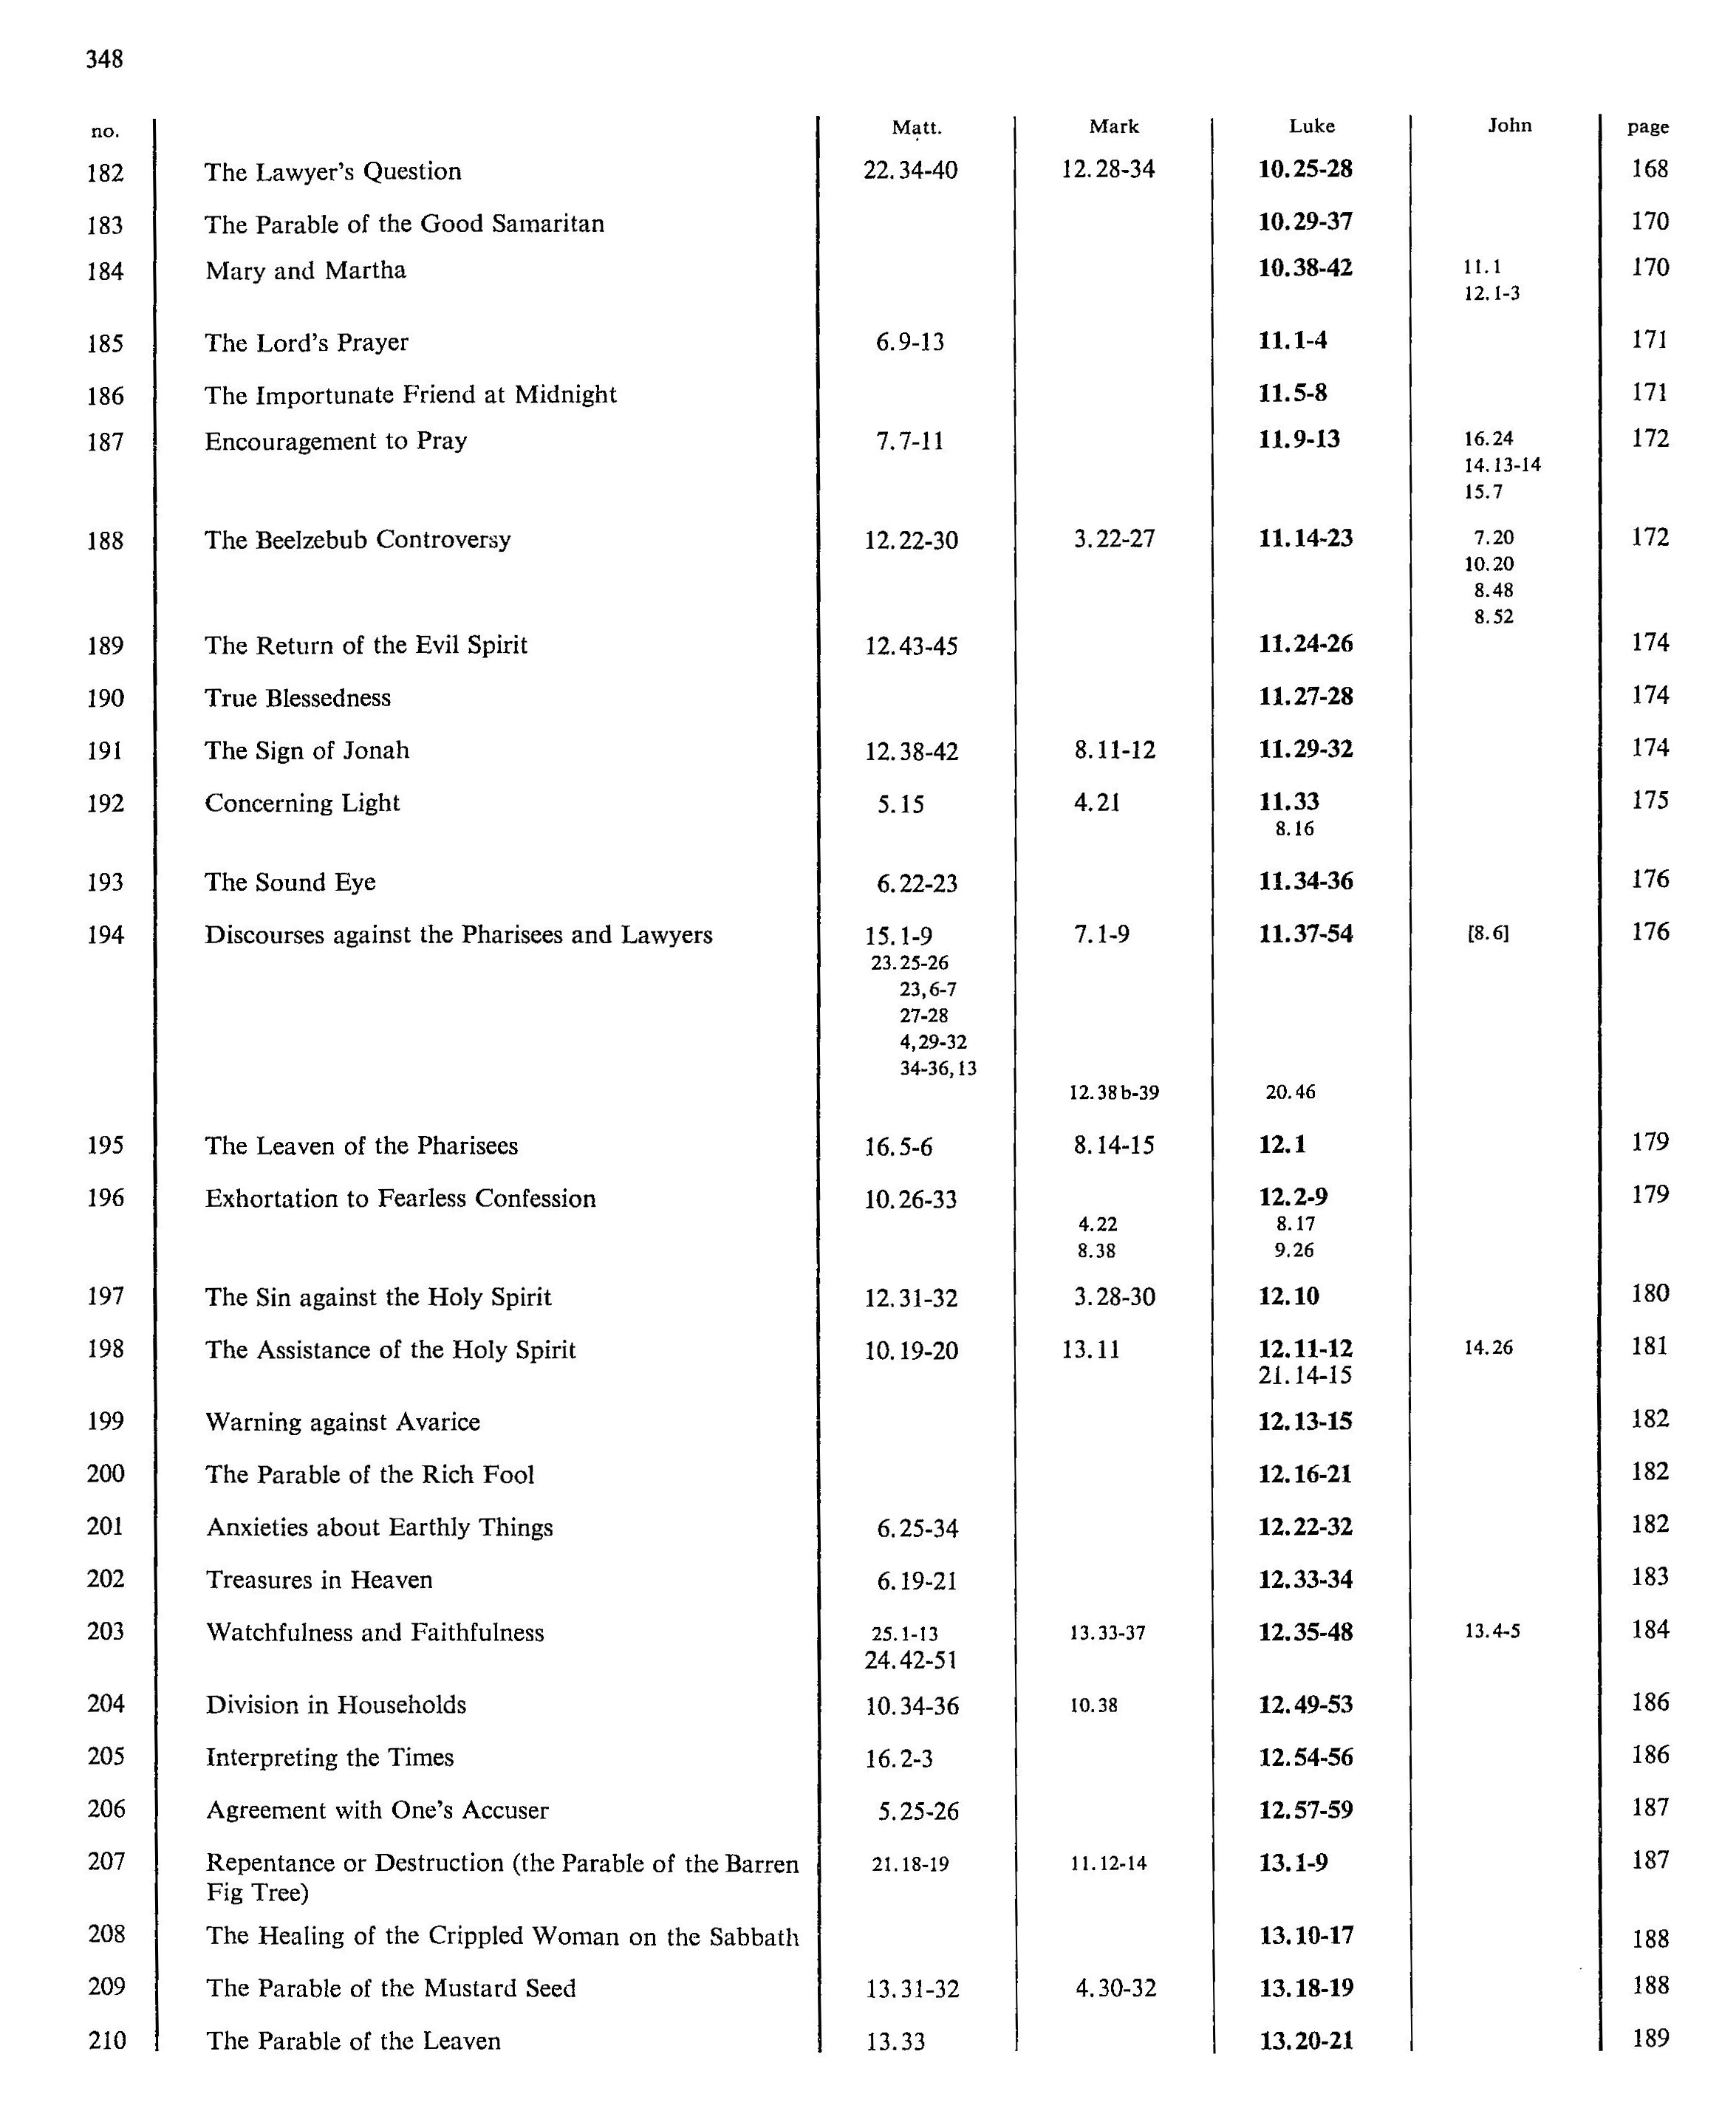 348
no. Matt. Mark Luke John page
182 The Lawyer's Question 22.34-40 12.28-34 10.25-28 168
183 The Parable of the Good Samaritan 10.29-37 170
184 Mary and Martha 10.38-42 11.1 170
12.1-3
185 The Lord's Prayer 6.9-13 11.1-4 171
186 The Importunate Friend at Midnight 11.5-8 171
187 Encouragement to Pray 7.7-11 11.9-13 16.24 172
14.13-14
15.7
188 The Beelzebub Controversy 12.22-30 3.22-27 11.14-23 7.20 172
10.20
8.48
8.52
189 The Return of the Evil Spirit 12.43-45 11.24-26 174
190 True Blessedness 11.27-28 174
191 The Sign of Jonah 12.38-42 8.11-12 11.29-32 174
192 Concerning Light 5.15 4.21 11.33 175
8.16
193 The Sound Eye 6.22-23 11.34-36 176
194 Discourses against the Pharisees and Lawyers 15.1-9 7.1-9 11.37-54 [8.6] 176
23.25-26
23,6-7
27-28
4,29-32
34-36,13
12.38b-39 20.46
195 The Leaven of the Pharisees 16.5-6 8.14-15 12.1 179
196 Exhortation to Fearless Confession 10.26-33 12.2-9 179
4.22 8.17
8.38 9.26
197 The Sin against the Holy Spirit 12.31-32 3.28-30 12.10 180
198 The Assistance of the Holy Spirit 10.19-20 13.11 12.11-12 14.26 181
21.14-15
199 Warning against Avarice 12.13-15 182
200 The Parable of the Rich Fool 12.16-21 182
201 Anxieties about Earthly Things 6.25-34 12.22-32 182
202 Treasures in Heaven 6.19-21 12.33-34 183
203 Watchfulness and Faithfulness 25.1-13 13.33-37 12.35-48 13.4-5 184
24.42-51
204 Division in Households 10.34-36 10.38 12.49-53 186
205 Interpreting the Times 16.2-3 12.54-56 186
206 Agreement with One's Accuser 5.25-26 12.57-59 187
207 Repentance or Destruction (the Parable of the Barren 21.18-19 11.12-14 13.1-9 187
Fig Tree)
208 The Healing of the Crippled Woman on the Sabbath 13.10-17 188
209 The Parable of the Mustard Seed 13.31-32 4.30-32 13.18-19 188
210 The Parable of the Leaven 13.33 13.20-21 189